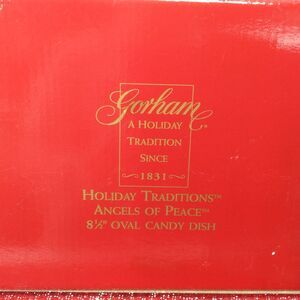 Gorham®
A HOLIDAY
TRADITION
SINCE
1831
HOLIDAY TRADITIONS™
ANGELS OF PEACE™
8½" OVAL CANDY DISH